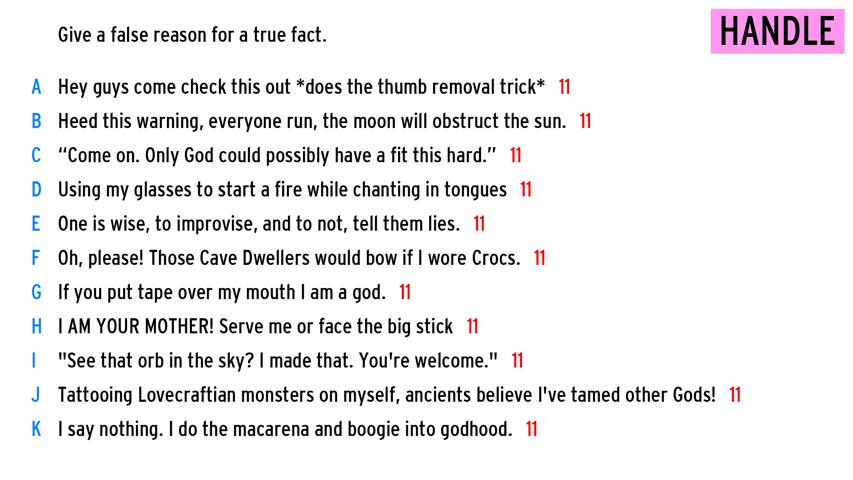 Give a false reason for a true fact.
HANDLE
A Hey guys come check this out *does the thumb removal trick* 11
B Heed this warning, everyone run, the moon will obstruct the sun. 11
C “Come on. Only God could possibly have a fit this hard.” 11
D Using my glasses to start a fire while chanting in tongues 11
E One is wise, to improvise, and to not, tell them lies. 11
F Oh, please! Those Cave Dwellers would bow if I wore Crocs. 11
G If you put tape over my mouth I am a god. 11
H I AM YOUR MOTHER! Serve me or face the big stick 11
I "See that orb in the sky? I made that. You're welcome." 11
J Tattooing Lovecraftian monsters on myself, ancients believe I've tamed other Gods! 11
K I say nothing. I do the macarena and boogie into godhood. 11